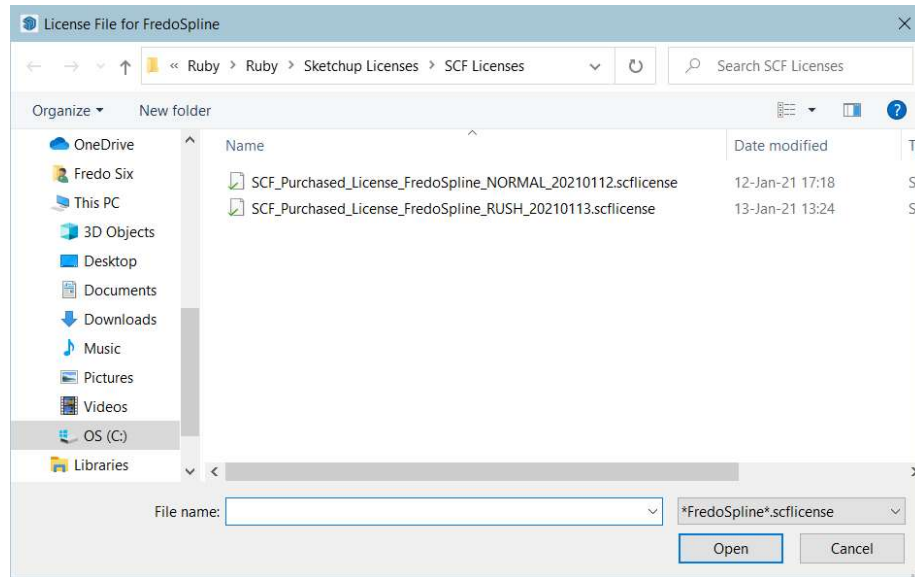 License File for FredoSpline
« Ruby > Ruby > Sketchup Licenses > SCF Licenses
Search SCF Licenses
Organize
New folder
?
OneDrive
Fredo Six
This PC
3D Objects
Desktop
Documents
Downloads
Music
Pictures
Videos
OS (C:)
Libraries
Name
Date modified
T
SCF_Purchased_License_FredoSpline_NORMAL_20210112.scflicense
12-Jan-21 17:18
S
SCF_Purchased_License_FredoSpline_RUSH_20210113.scflicense
13-Jan-21 13:24
S
File name:
*FredoSpline*.scflicense
Open
Cancel